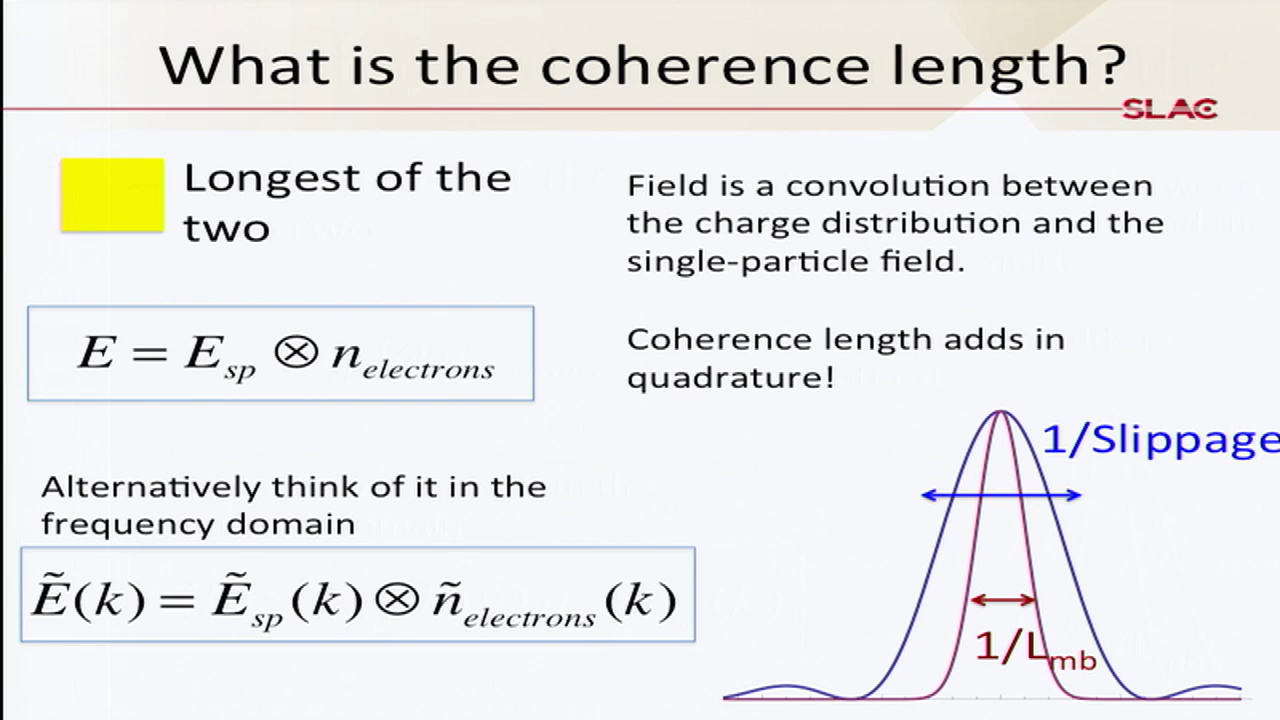 What is the coherence length?
SLAC
Longest of the
two
Field is a convolution between
the charge distribution and the
single-particle field.
E = E_sp ⊗ n_electrons
Coherence length adds in
quadrature!
Alternatively think of it in the
frequency domain
Ẽ(k) = Ẽ_sp(k) ⊗ ñ_electrons(k)
1/Slippage
1/L_mb